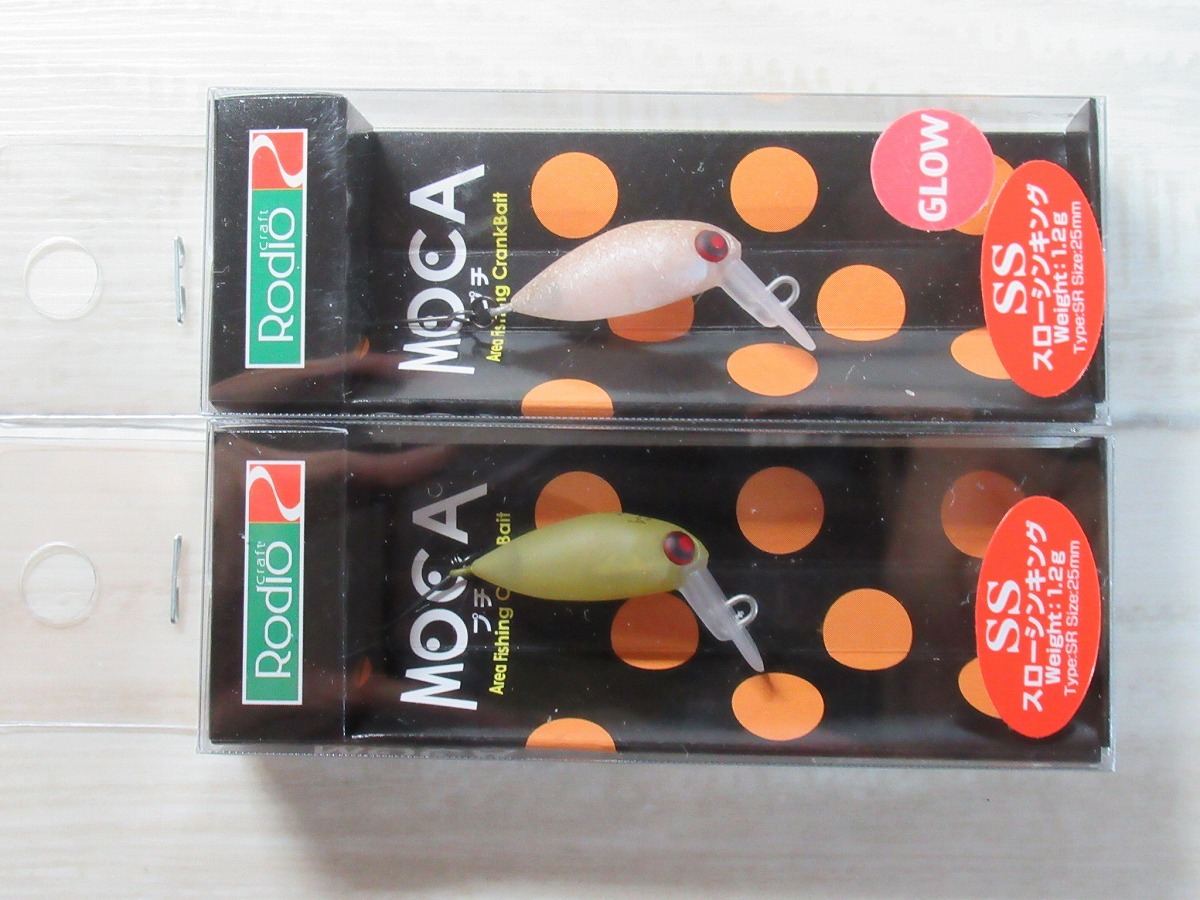 Rodio
craft
MOCA
プチ
Area Fishing CrankBait
GLOW
SS
スローシンキング
Weight:1.2g
Type:SR Size:25mm
Rodio
craft
MOCA
プチ
Area Fishing C Bait
SS
スローシンキング
Weight:1.2g
Type:SR Size:25mm